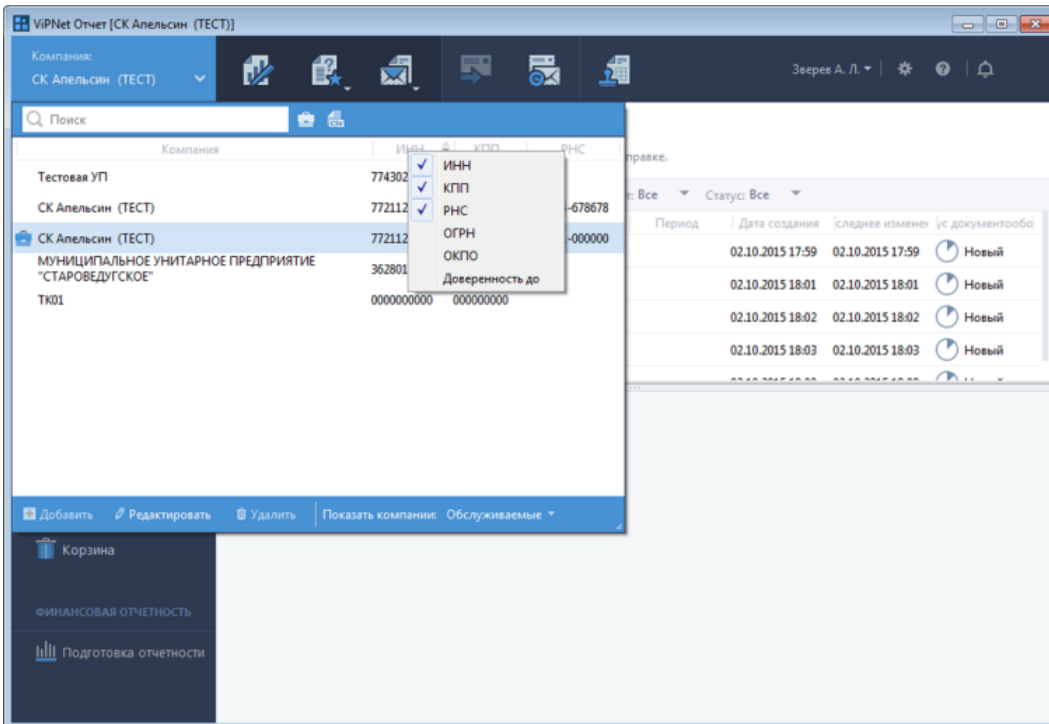 ViPNet Отчет [СК Апельсин (ТЕСТ)]
Компания:
СК Апельсин (ТЕСТ)
Зверев А. Л.
Поиск
Компания ИНН КПП РНС
правке.
Все Статус: Все
Период Дата создания следнее изменен ус документообо
Тестовая УП 774302
СК Апельсин (ТЕСТ) 772112 -678678
СК Апельсин (ТЕСТ) 772112 -000000
МУНИЦИПАЛЬНОЕ УНИТАРНОЕ ПРЕДПРИЯТИЕ
"СТАРОВЕДУГСКОЕ" 362801
ТК01 0000000000 000000000
ИНН
КПП
РНС
ОГРН
ОКПО
Доверенность до
02.10.2015 17:59 02.10.2015 17:59 Новый
02.10.2015 18:01 02.10.2015 18:01 Новый
02.10.2015 18:02 02.10.2015 18:02 Новый
02.10.2015 18:03 02.10.2015 18:03 Новый
Добавить Редактировать Удалить Показать компании: Обслуживаемые
Корзина
ФИНАНСОВАЯ ОТЧЕТНОСТЬ
Подготовка отчетности